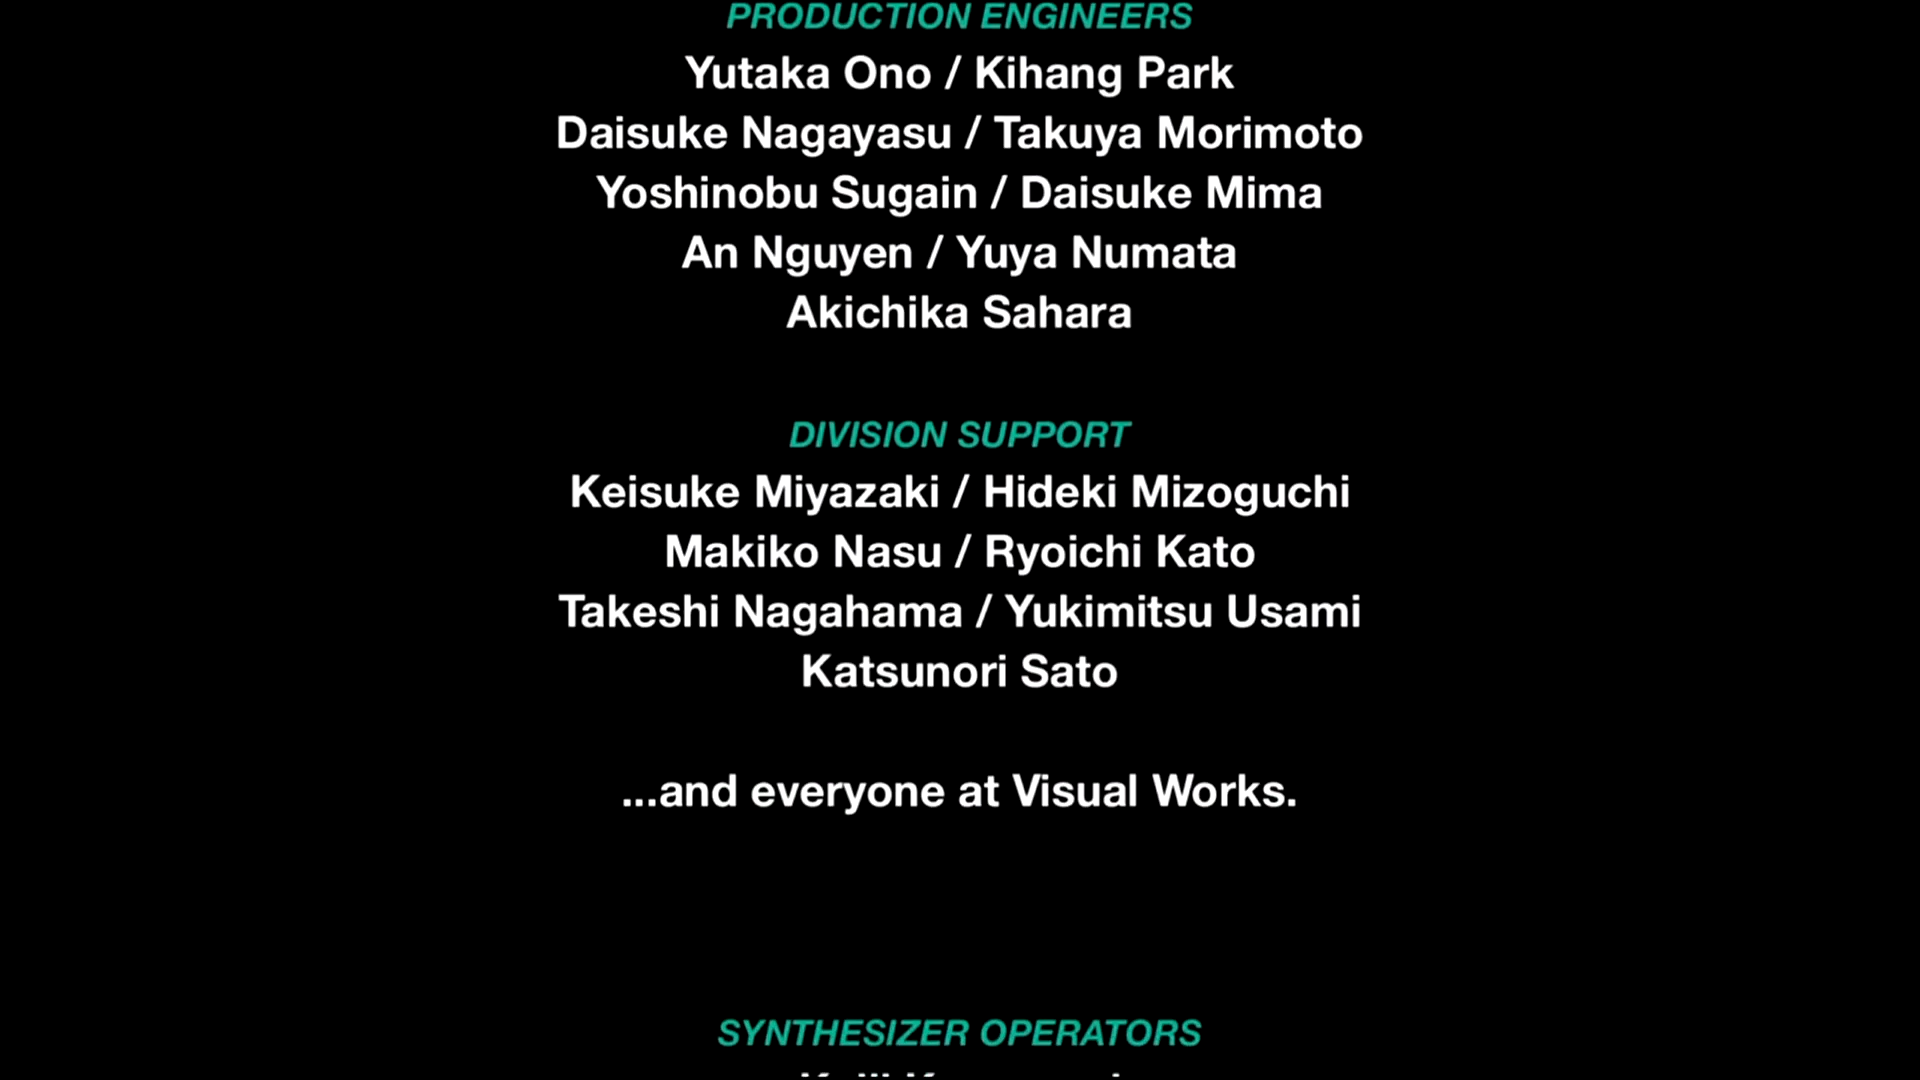 PRODUCTION ENGINEERS
Yutaka Ono / Kihang Park
Daisuke Nagayasu / Takuya Morimoto
Yoshinobu Sugain / Daisuke Mima
An Nguyen / Yuya Numata
Akichika Sahara
DIVISION SUPPORT
Keisuke Miyazaki / Hideki Mizoguchi
Makiko Nasu / Ryoichi Kato
Takeshi Nagahama / Yukimitsu Usami
Katsunori Sato
...and everyone at Visual Works.
SYNTHESIZER OPERATORS